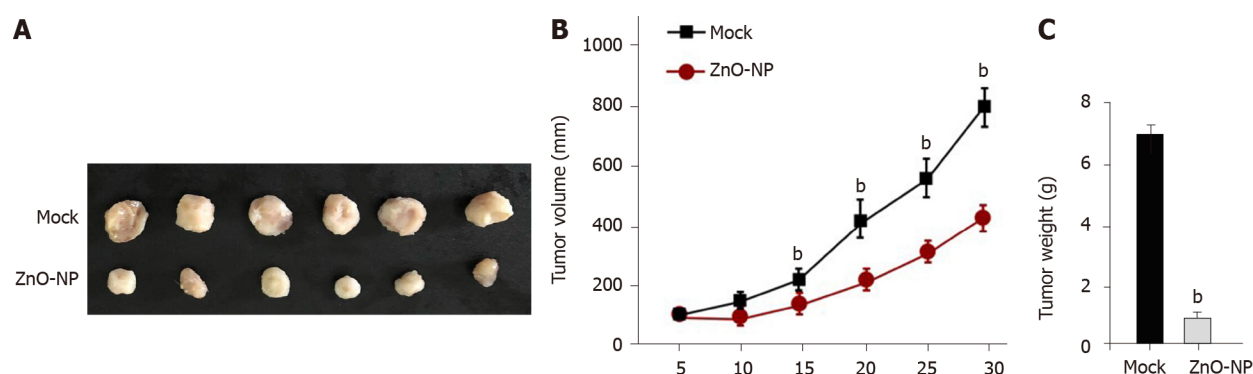 A
Mock
ZnO-NP
B
Tumor volume (mm)
1000
800
600
400
200
0
Mock
ZnO-NP
b
b
b
b
5
10
15
20
25
30
C
Tumor weight (g)
8
6
4
2
0
b
Mock
ZnO-NP